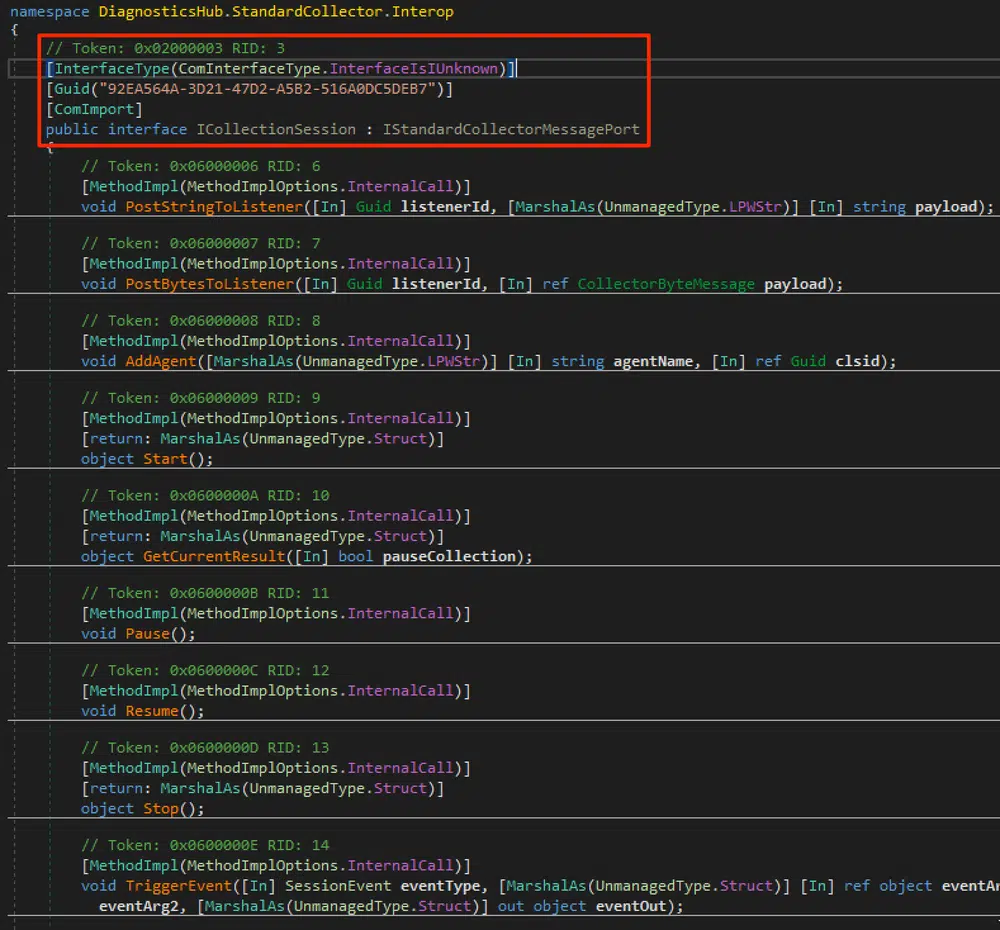 namespace DiagnosticsHub.StandardCollector.Interop
{
// Token: 0x02000003 RID: 3
[InterfaceType(ComInterfaceType.InterfaceIsIUnknown)]
[Guid("92EA564A-3D21-47D2-A5B2-516A0DC5DEB7")]
[ComImport]
public interface ICollectionSession : IStandardCollectorMessagePort
{
// Token: 0x06000006 RID: 6
[MethodImpl(MethodImplOptions.InternalCall)]
void PostStringToListener([In] Guid listenerId, [MarshalAs(UnmanagedType.LPWStr)] [In] string payload);
// Token: 0x06000007 RID: 7
[MethodImpl(MethodImplOptions.InternalCall)]
void PostBytesToListener([In] Guid listenerId, [In] ref CollectorByteMessage payload);
// Token: 0x06000008 RID: 8
[MethodImpl(MethodImplOptions.InternalCall)]
void AddAgent([MarshalAs(UnmanagedType.LPWStr)] [In] string agentName, [In] ref Guid clsid);
// Token: 0x06000009 RID: 9
[MethodImpl(MethodImplOptions.InternalCall)]
[return: MarshalAs(UnmanagedType.Struct)]
object Start();
// Token: 0x0600000A RID: 10
[MethodImpl(MethodImplOptions.InternalCall)]
[return: MarshalAs(UnmanagedType.Struct)]
object GetCurrentResult([In] bool pauseCollection);
// Token: 0x0600000B RID: 11
[MethodImpl(MethodImplOptions.InternalCall)]
void Pause();
// Token: 0x0600000C RID: 12
[MethodImpl(MethodImplOptions.InternalCall)]
void Resume();
// Token: 0x0600000D RID: 13
[MethodImpl(MethodImplOptions.InternalCall)]
[return: MarshalAs(UnmanagedType.Struct)]
object Stop();
// Token: 0x0600000E RID: 14
[MethodImpl(MethodImplOptions.InternalCall)]
void TriggerEvent([In] SessionEvent eventType, [MarshalAs(UnmanagedType.Struct)] [In] ref object eventAr
eventArg2, [MarshalAs(UnmanagedType.Struct)] out object eventOut);